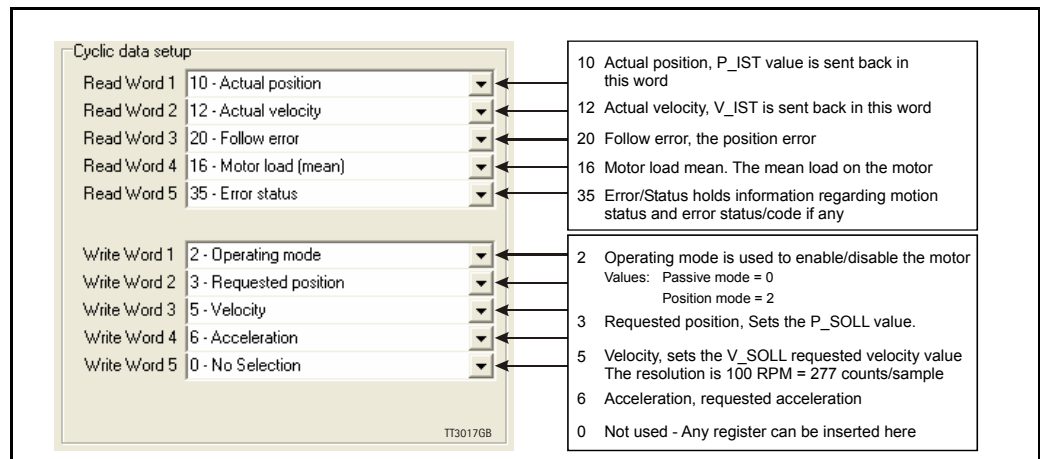 Cyclic data setup
Read Word 1 10 - Actual position
Read Word 2 12 - Actual velocity
Read Word 3 20 - Follow error
Read Word 4 16 - Motor load (mean)
Read Word 5 35 - Error status
Write Word 1 2 - Operating mode
Write Word 2 3 - Requested position
Write Word 3 5 - Velocity
Write Word 4 6 - Acceleration
Write Word 5 0 - No Selection
TT3017GB
10 Actual position, P_IST value is sent back in
this word
12 Actual velocity, V_IST is sent back in this word
20 Follow error, the position error
16 Motor load mean. The mean load on the motor
35 Error/Status holds information regarding motion
status and error status/code if any
2 Operating mode is used to enable/disable the motor
Values: Passive mode = 0
Position mode = 2
3 Requested position, Sets the P_SOLL value.
5 Velocity, sets the V_SOLL requested velocity value
The resolution is 100 RPM = 277 counts/sample
6 Acceleration, requested acceleration
0 Not used - Any register can be inserted here